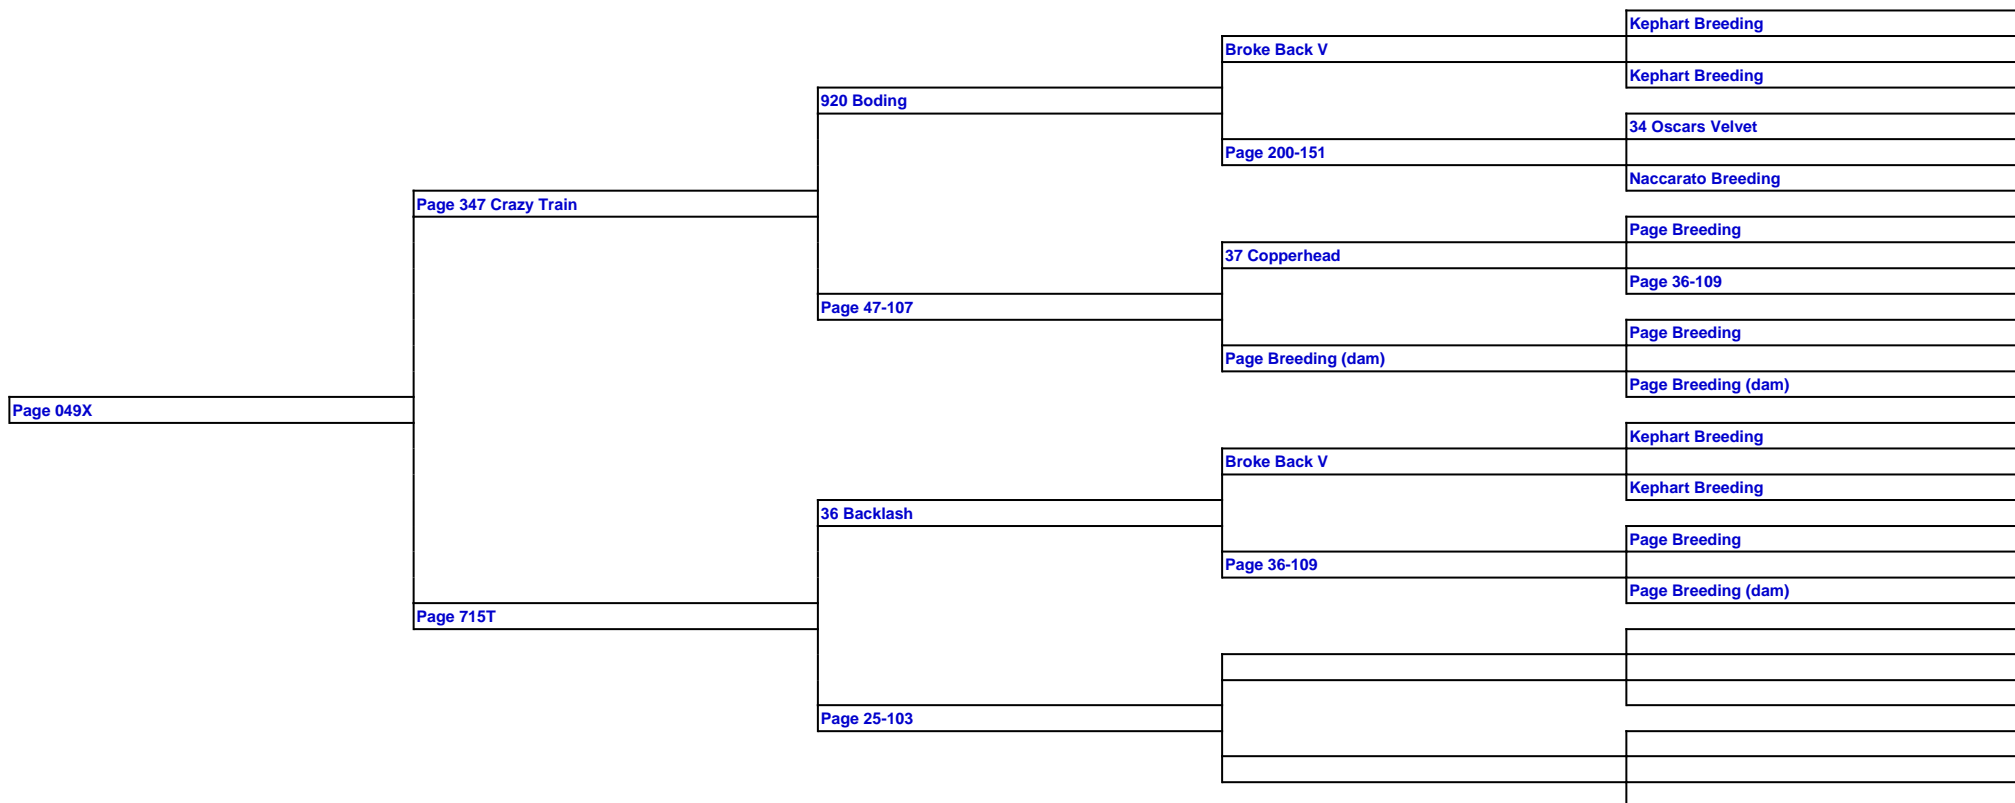 Kephart Breeding
Broke Back V
Kephart Breeding
920 Boding
34 Oscars Velvet
Page 200-151
Naccarato Breeding
Page 347 Crazy Train
Page Breeding
37 Copperhead
Page 36-109
Page 47-107
Page Breeding
Page Breeding (dam)
Page Breeding (dam)
Page 049X
Kephart Breeding
Broke Back V
Kephart Breeding
36 Backlash
Page Breeding
Page 36-109
Page Breeding (dam)
Page 715T
Page 25-103